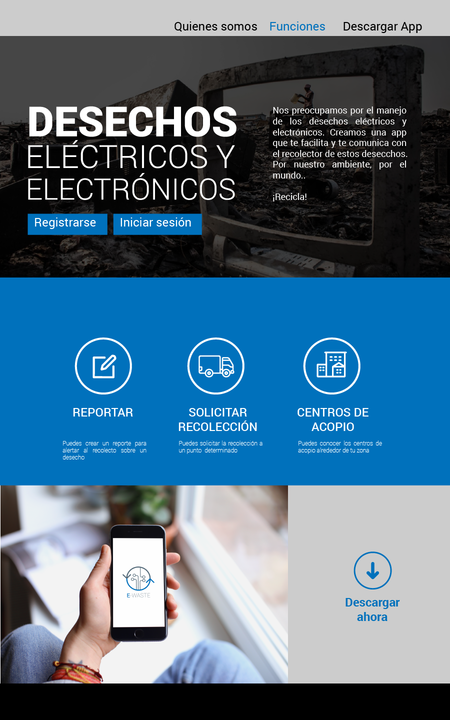 Quienes somos Funciones Descargar App
DESECHOS
ELÉCTRICOS Y
ELECTRÓNICOS
Registrarse Iniciar sesión
Nos preocupamos por el manejo
de los desechos eléctricos y
electrónicos. Creamos una app
que te facilita y te comunica con
el recolector de estos desecchos.
Por nuestro ambiente, por el
mundo..
¡Recicla!
REPORTAR
Puedes crear un reporte para
alertar al recolecto sobre un
desecho
SOLICITAR
RECOLECCIÓN
Puedes solicitar la recolección a
un punto determinado
CENTROS DE
ACOPIO
Puedes conocer los centros de
acopio alrededor de tu zona
E-WASTE
Descargar
ahora